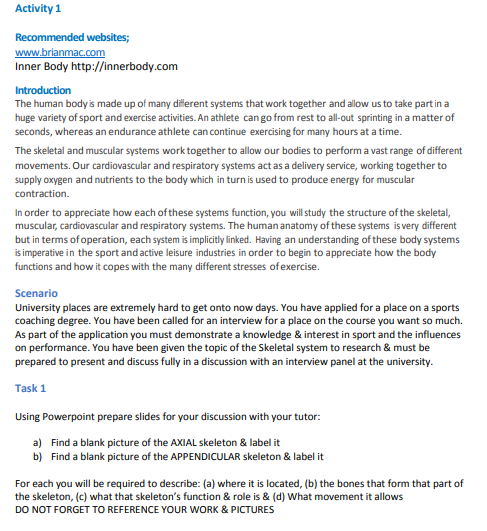 Activity 1
Recommended websites;
www.brianmac.com
Inner Body http://innerbody.com
Introduction
The human body is made up of many different systems that work together and allow us to take part in a
huge variety of sport and exercise activities. An athlete can go from rest to all-out sprinting in a matter of
seconds, whereas an endurance athlete can continue exercising for many hours at a time.
The skeletal and muscular systems work together to allow our bodies to perform a vast range of different
movements. Our cardiovascular and respiratory systems act as a delivery service, working together to
supply oxygen and nutrients to the body which in turn is used to produce energy for muscular
contraction.
In order to appreciate how each of these systems function, you will study the structure of the skeletal,
muscular, cardiovascular and respiratory systems. The human anatomy of these systems is very different
but in terms of operation, each system is implicitly linked. Having an understanding of these body systems
is imperative in the sport and active leisure industries in order to begin to appreciate how the body
functions and how it copes with the many different stresses of exercise.
Scenario
University places are extremely hard to get onto now days. You have applied for a place on a sports
coaching degree. You have been called for an interview for a place on the course you want so much.
As part of the application you must demonstrate a knowledge & interest in sport and the influences
on performance. You have been given the topic of the Skeletal system to research & must be
prepared to present and discuss fully in a discussion with an interview panel at the university.
Task 1
Using Powerpoint prepare slides for your discussion with your tutor:
a) Find a blank picture of the AXIAL skeleton & label it
b) Find a blank picture of the APPENDICULAR skeleton & label it
For each you will be required to describe: (a) where it is located, (b) the bones that form that part of
the skeleton, (c) what that skeleton's function & role is & (d) What movement it allows
DO NOT FORGET TO REFERENCE YOUR WORK & PICTURES